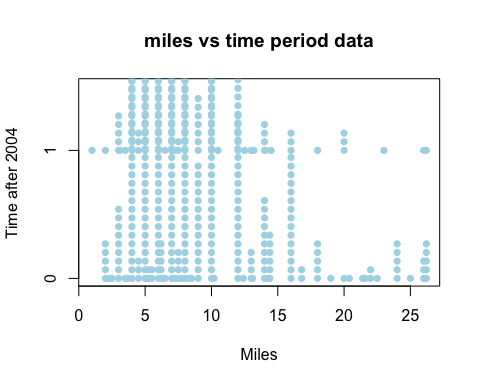 miles vs time period data
Time after 2004
1
0
0 5 10 15 20 25
Miles